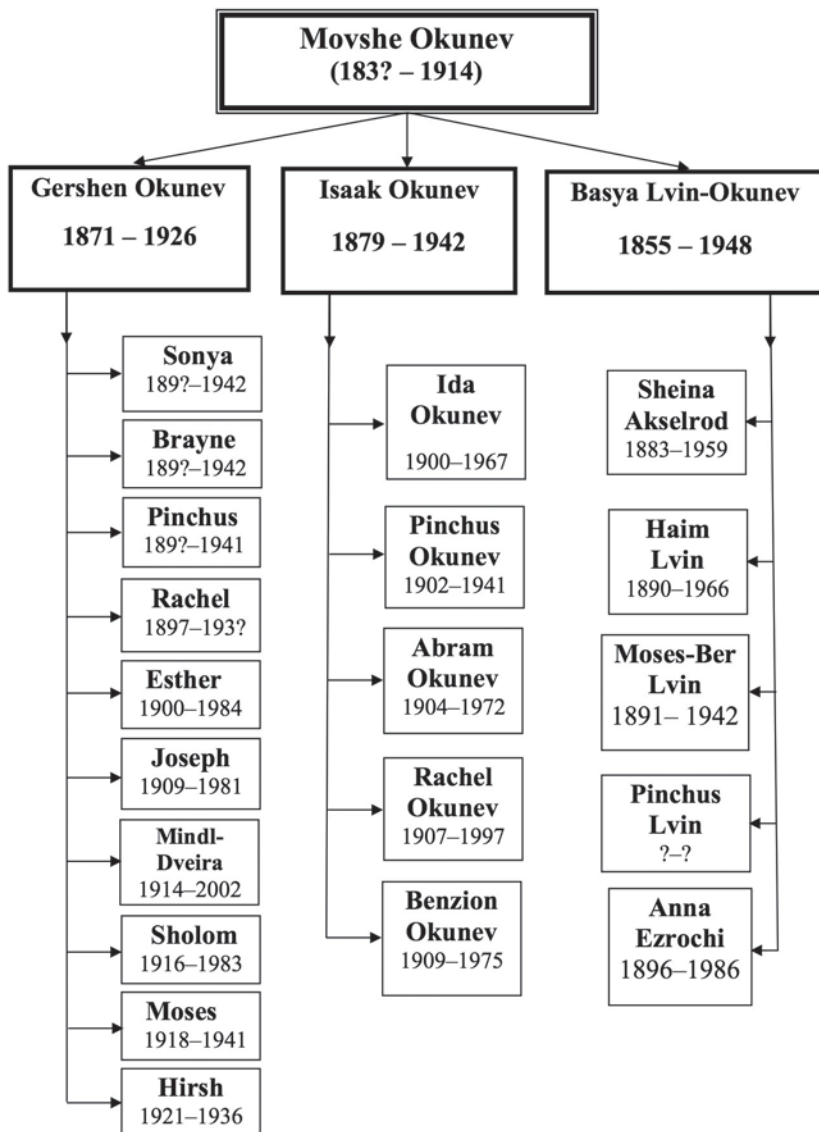 Movshe Okunev
(183? – 1914)
Gershen Okunev
1871 – 1926
Isaak Okunev
1879 – 1942
Basya Lvin-Okunev
1855 – 1948
Sonya
189?–1942
Brayne
189?–1942
Pinchus
189?–1941
Rachel
1897–193?
Esther
1900–1984
Joseph
1909–1981
Mindl-
Dveira
1914–2002
Sholom
1916–1983
Moses
1918–1941
Hirsh
1921–1936
Ida
Okunev
1900–1967
Pinchus
Okunev
1902–1941
Abram
Okunev
1904–1972
Rachel
Okunev
1907–1997
Benzion
Okunev
1909–1975
Sheina
Akselrod
1883–1959
Haim
Lvin
1890–1966
Moses-Ber
Lvin
1891– 1942
Pinchus
Lvin
?–?
Anna
Ezrochi
1896–1986